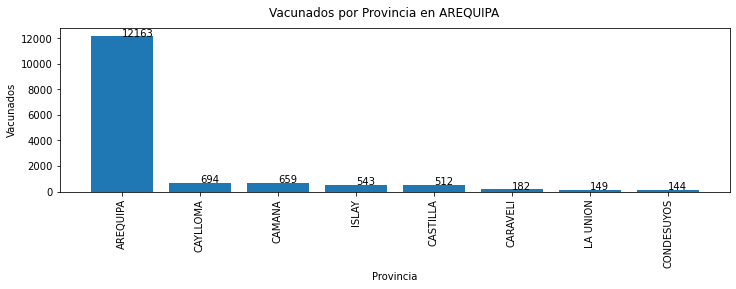 Vacunados por Provincia en AREQUIPA
Vacunados
12000
10000
8000
6000
4000
2000
0
12163
694
659
543
512
182
149
144
AREQUIPA
CAYLLOMA
CAMANA
ISLAY
CASTILLA
CARAVELI
LA UNION
CONDESUYOS
Provincia